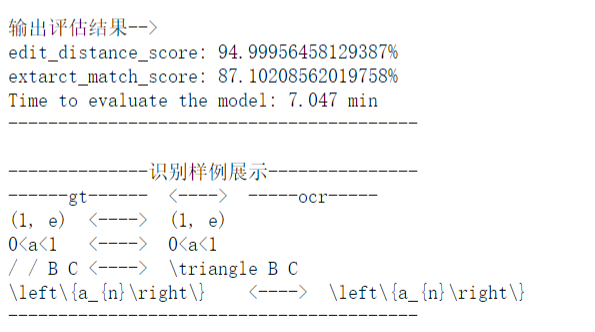 输出评估结果-->
edit_distance_score: 94.99956458129387%
extarct_match_score: 87.10208562019758%
Time to evaluate the model: 7.047 min
-----------------------------------------
--------------识别样例展示---------------
------gt------  <---->  -----ocr-----
(1, e)  <---->  (1, e)
0<a<1   <---->  0<a<1
/ / B C <---->  \triangle B C
\left\{a_{n}\right\}    <---->  \left\{a_{n}\right\}
-----------------------------------------